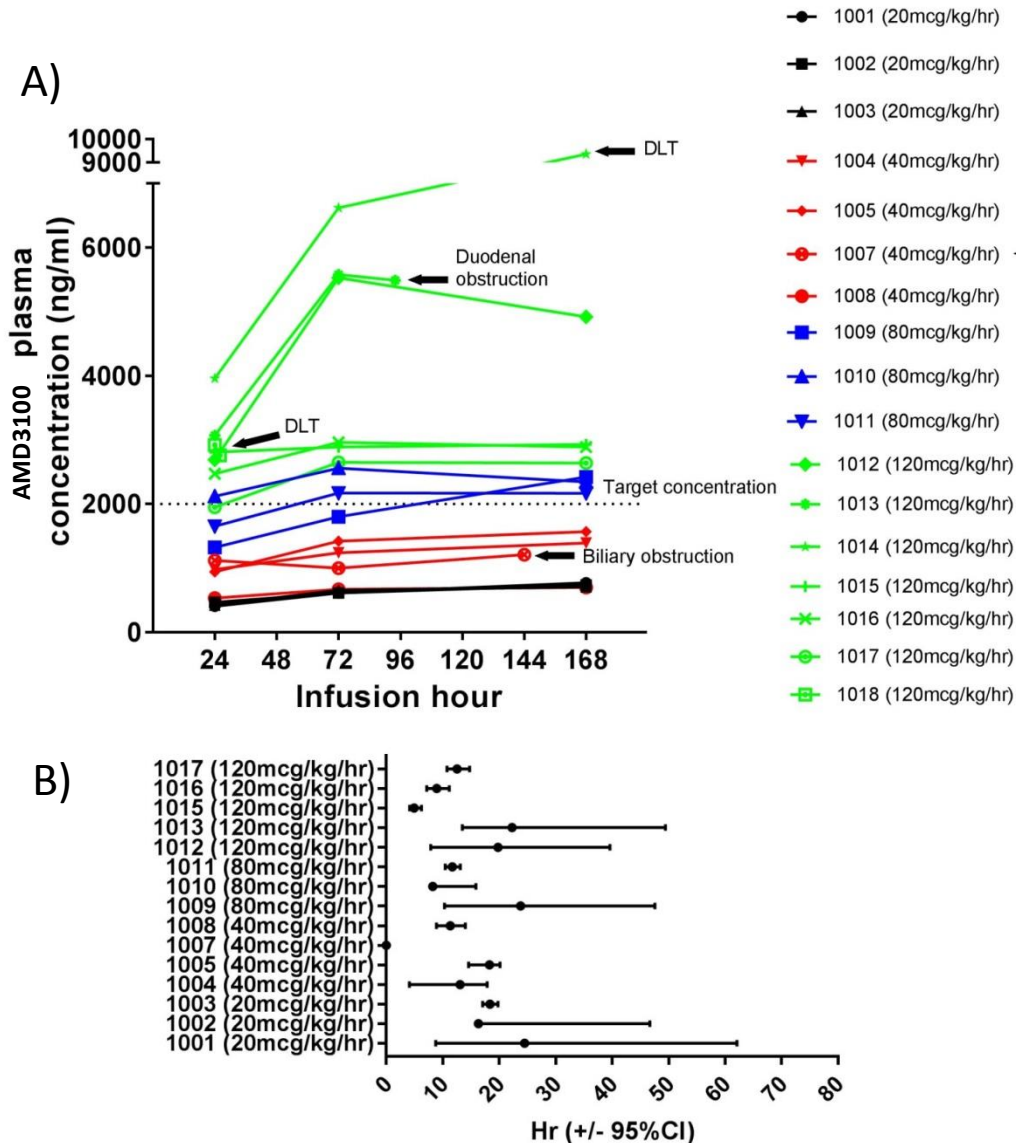 A)
AMD3100 plasma
concentration (ng/ml)
10000
9000
6000
4000
2000
0
DLT
Duodenal
obstruction
DLT
Target concentration
Biliary obstruction
24 48 72 96 120 144 168
Infusion hour
1001 (20mcg/kg/hr)
1002 (20mcg/kg/hr)
1003 (20mcg/kg/hr)
1004 (40mcg/kg/hr)
1005 (40mcg/kg/hr)
1007 (40mcg/kg/hr)
1008 (40mcg/kg/hr)
1009 (80mcg/kg/hr)
1010 (80mcg/kg/hr)
1011 (80mcg/kg/hr)
1012 (120mcg/kg/hr)
1013 (120mcg/kg/hr)
1014 (120mcg/kg/hr)
1015 (120mcg/kg/hr)
1016 (120mcg/kg/hr)
1017 (120mcg/kg/hr)
1018 (120mcg/kg/hr)
B)
1017 (120mcg/kg/hr)
1016 (120mcg/kg/hr)
1015 (120mcg/kg/hr)
1013 (120mcg/kg/hr)
1012 (120mcg/kg/hr)
1011 (80mcg/kg/hr)
1010 (80mcg/kg/hr)
1009 (80mcg/kg/hr)
1008 (40mcg/kg/hr)
1007 (40mcg/kg/hr)
1005 (40mcg/kg/hr)
1004 (40mcg/kg/hr)
1003 (20mcg/kg/hr)
1002 (20mcg/kg/hr)
1001 (20mcg/kg/hr)
0 10 20 30 40 50 60 70 80
Hr (+/- 95%CI)